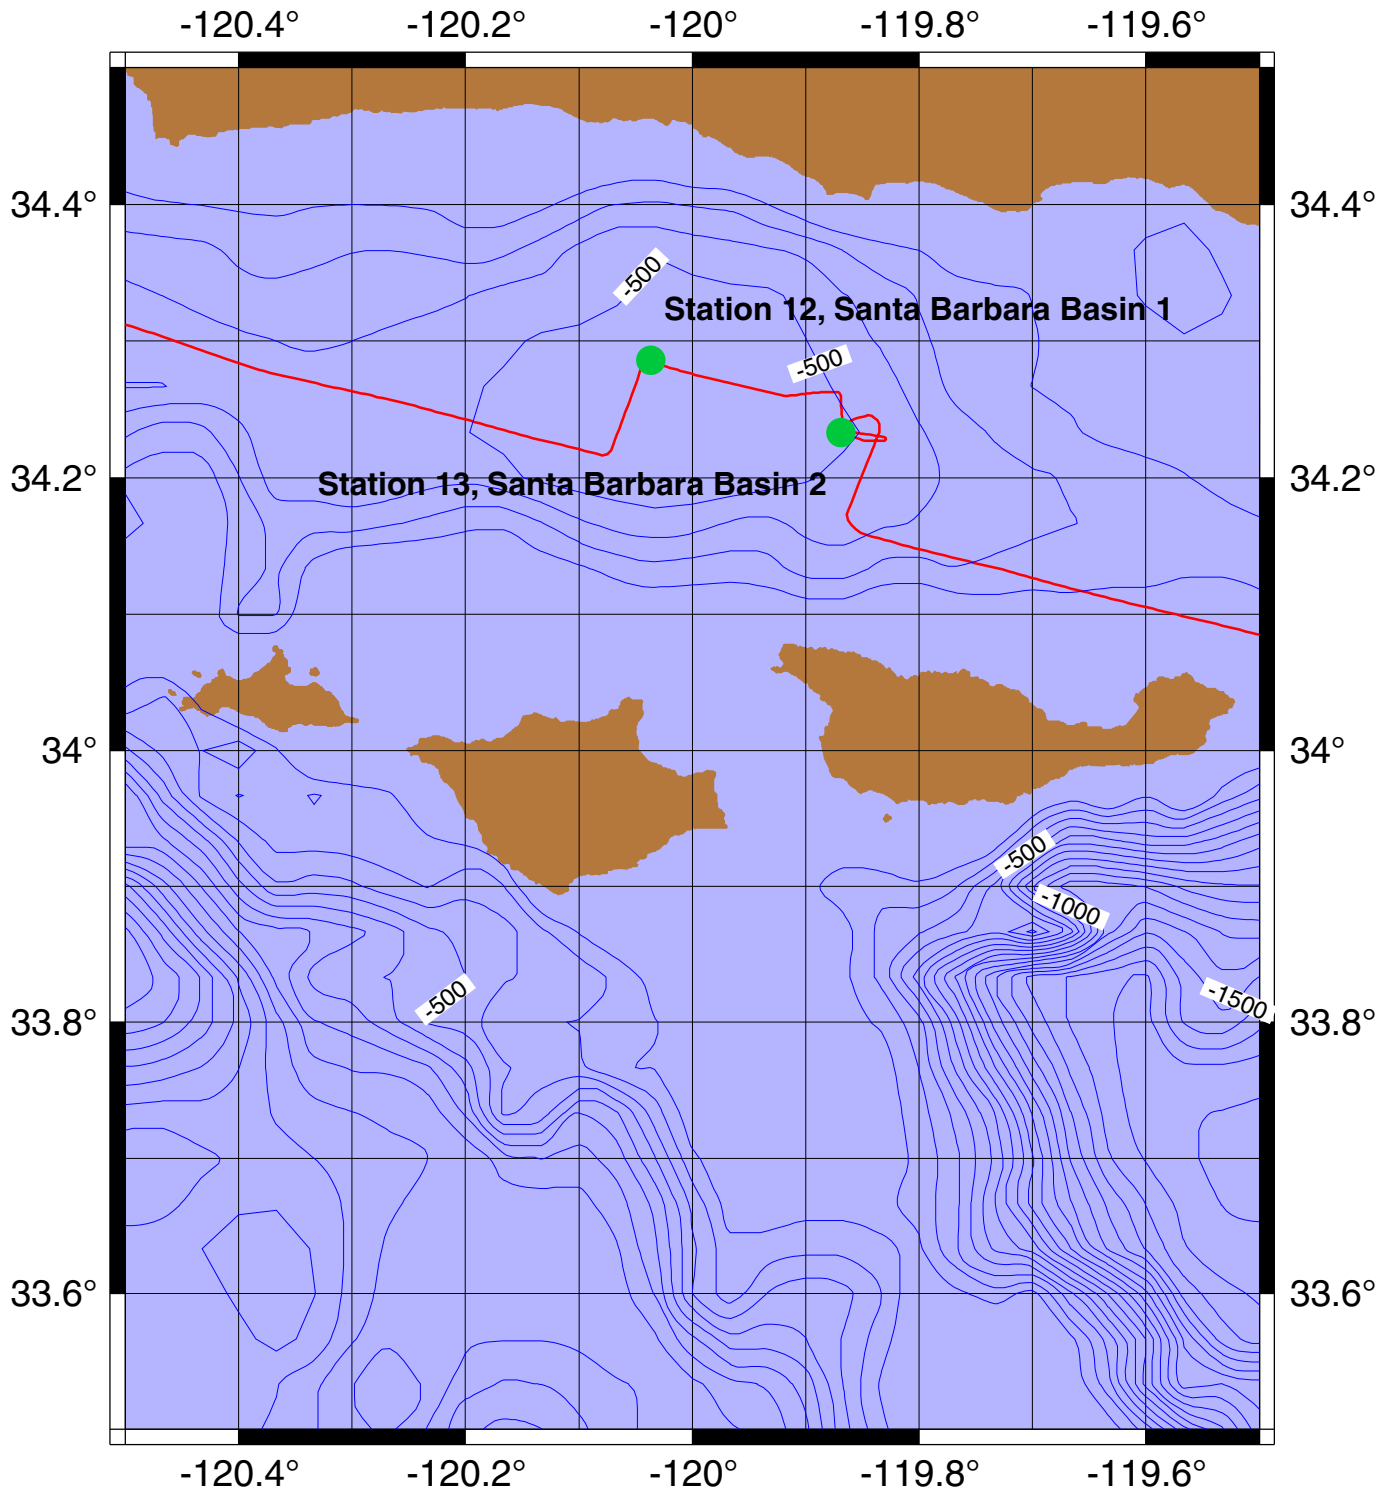 -120.4° -120.2° -120° -119.8° -119.6°
34.4° 34.4°
-500
Station 12, Santa Barbara Basin 1
-500
34.2° Station 13, Santa Barbara Basin 2 34.2°
34° 34°
-500
-1000
-500 -1500
33.8° 33.8°
33.6° 33.6°
-120.4° -120.2° -120° -119.8° -119.6°